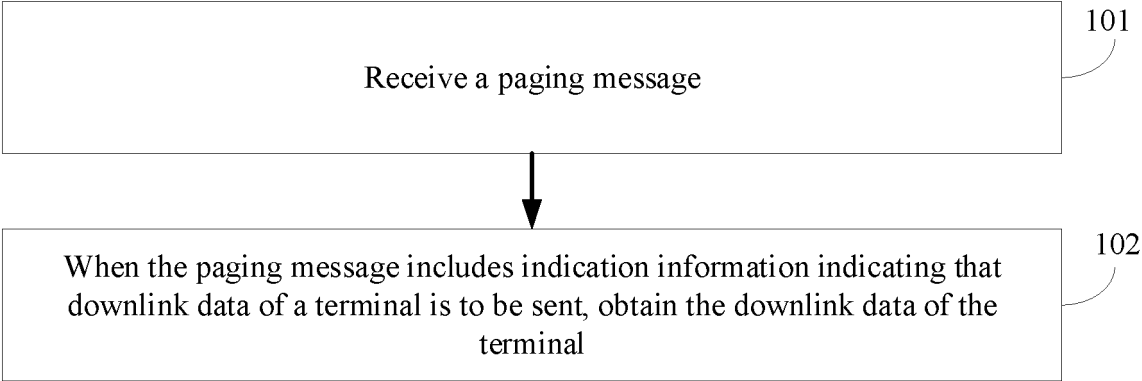 101
Receive a paging message
102
When the paging message includes indication information indicating that
downlink data of a terminal is to be sent, obtain the downlink data of the
terminal